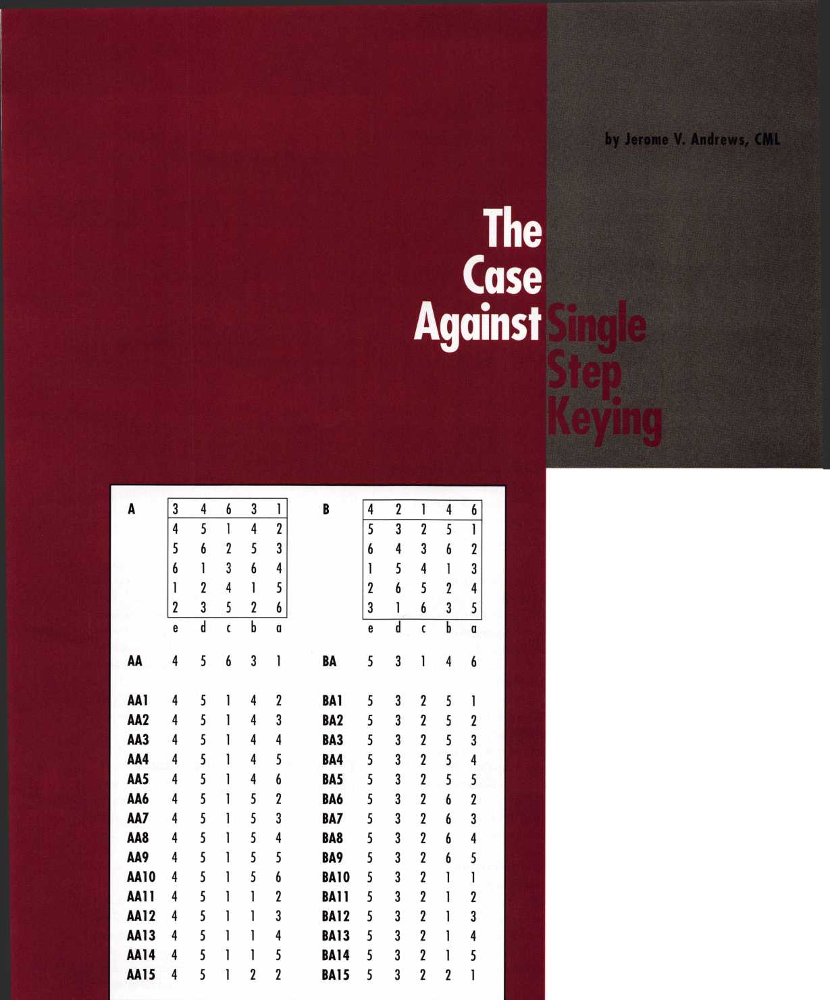 by Jerome V. Andrews, CML
The
Case
Against Single
Step
Keying
A 3 4 6 3 1 B 4 2 1 4 6
4 5 1 4 2 5 3 2 5 1
5 6 2 5 3 6 4 3 6 2
6 1 3 6 4 1 5 4 1 3
1 2 4 1 5 2 6 5 2 4
2 3 5 2 6 3 1 6 3 5
e d c b a e d c b a
AA 4 5 6 3 1 BA 5 3 1 4 6
AA1 4 5 1 4 2 BA1 5 3 2 5 1
AA2 4 5 1 4 3 BA2 5 3 2 5 2
AA3 4 5 1 4 4 BA3 5 3 2 5 3
AA4 4 5 1 4 5 BA4 5 3 2 5 4
AA5 4 5 1 4 6 BA5 5 3 2 5 5
AA6 4 5 1 5 2 BA6 5 3 2 6 2
AA7 4 5 1 5 3 BA7 5 3 2 6 3
AA8 4 5 1 5 4 BA8 5 3 2 6 4
AA9 4 5 1 5 5 BA9 5 3 2 6 5
AA10 4 5 1 5 6 BA10 5 3 2 1 1
AA11 4 5 1 1 2 BA11 5 3 2 1 2
AA12 4 5 1 1 3 BA12 5 3 2 1 3
AA13 4 5 1 1 4 BA13 5 3 2 1 4
AA14 4 5 1 1 5 BA14 5 3 2 1 5
AA15 4 5 1 2 2 BA15 5 3 2 2 1